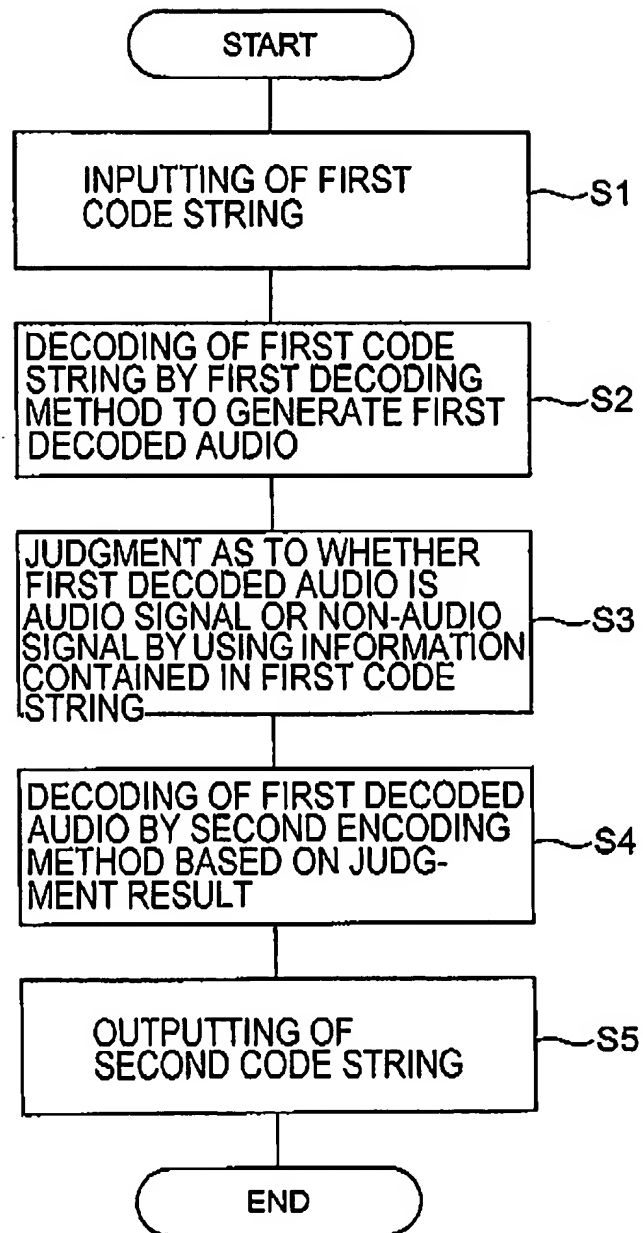 START
INPUTTING OF FIRST
CODE STRING
S1
DECODING OF FIRST CODE
STRING BY FIRST DECODING
METHOD TO GENERATE FIRST
DECODED AUDIO
S2
JUDGMENT AS TO WHETHER
FIRST DECODED AUDIO IS
AUDIO SIGNAL OR NON-AUDIO
SIGNAL BY USING INFORMATION
CONTAINED IN FIRST CODE
STRING
S3
DECODING OF FIRST DECODED
AUDIO BY SECOND ENCODING
METHOD BASED ON JUDG-
MENT RESULT
S4
OUTPUTTING OF
SECOND CODE STRING
S5
END